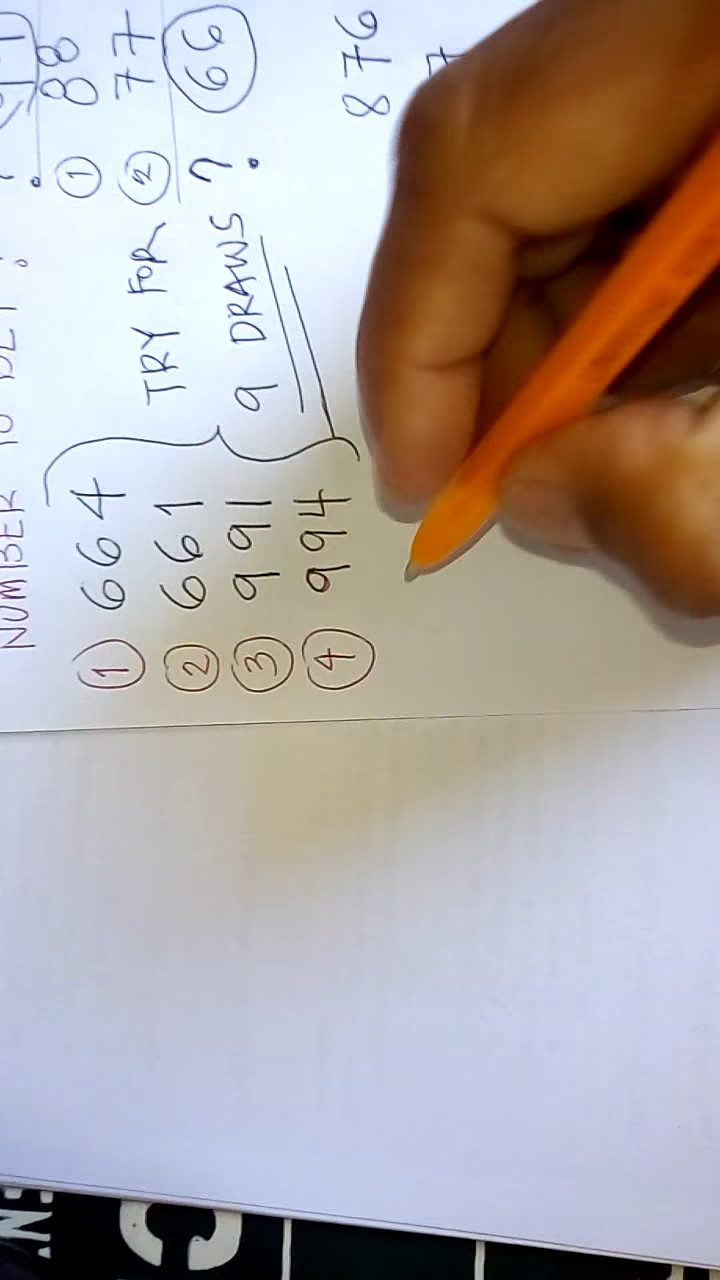 NUMBER TO BET
① 88
① 664 TRY FOR ② 77
② 661 9 DRAWS ? 66
③ 991
④ 994 876